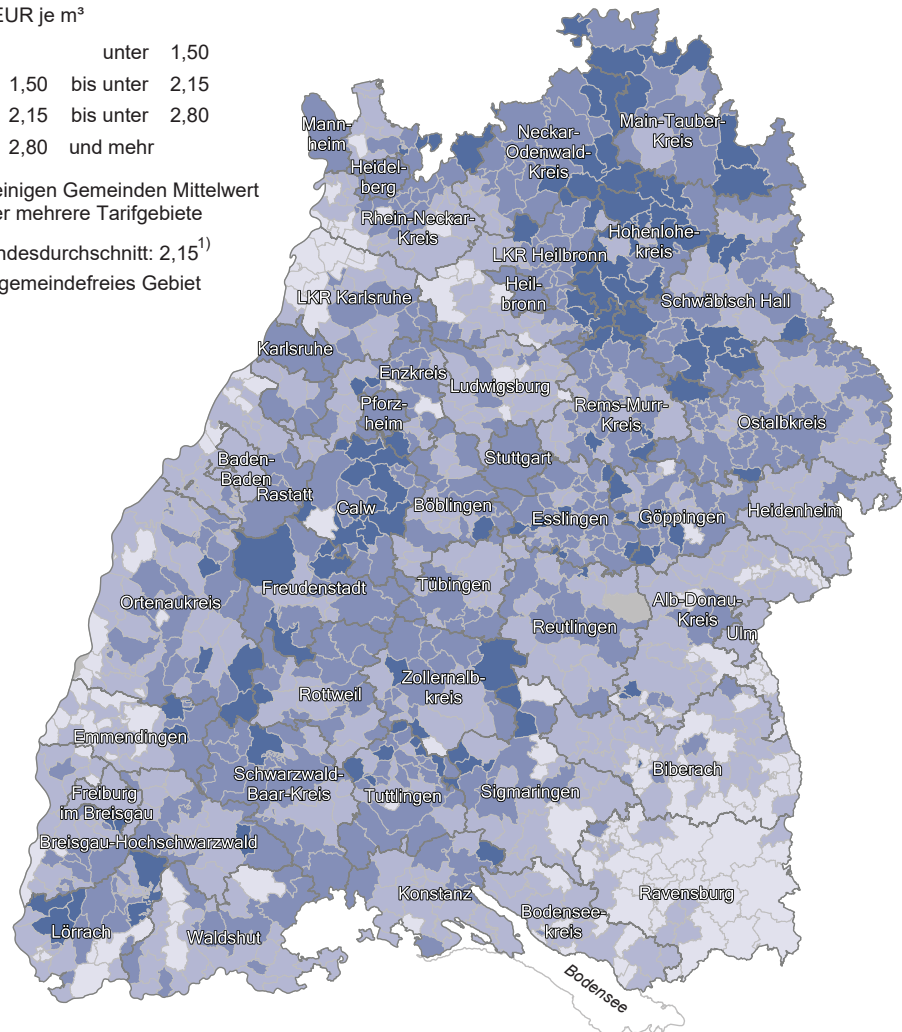 EUR je m³
unter 1,50
1,50 bis unter 2,15
2,15 bis unter 2,80
2,80 und mehr
einigen Gemeinden Mittelwert
er mehrere Tarifgebiete
ndesdurchschnitt: 2,15¹⁾
gemeindefreies Gebiet
Mann-
heim
Heidel-
berg
Rhein-Neckar-
Kreis
Neckar-
Odenwald-
Kreis
Main-Tauber-
Kreis
Hohenlohe-
kreis
LKR Heilbronn
Heil-
bronn
LKR Karlsruhe
Schwäbisch Hall
Karlsruhe
Enzkreis
Ludwigsburg
Pforz-
heim
Rems-Murr-
Kreis
Ostalbkreis
Stuttgart
Baden-
Baden
Rastatt
Calw
Böblingen
Esslingen
Göppingen
Heidenheim
Freudenstadt
Tübingen
Ortenaukreis
Reutlingen
Alb-Donau-
Kreis
Ulm
Rottweil
Zollernalb-
kreis
Emmendingen
Schwarzwald-
Baar-Kreis
Tuttlingen
Sigmaringen
Biberach
Freiburg
im Breisgau
Breisgau-Hochschwarzwald
Konstanz
Ravensburg
Bodensee-
kreis
Lörrach
Waldshut
Bodensee